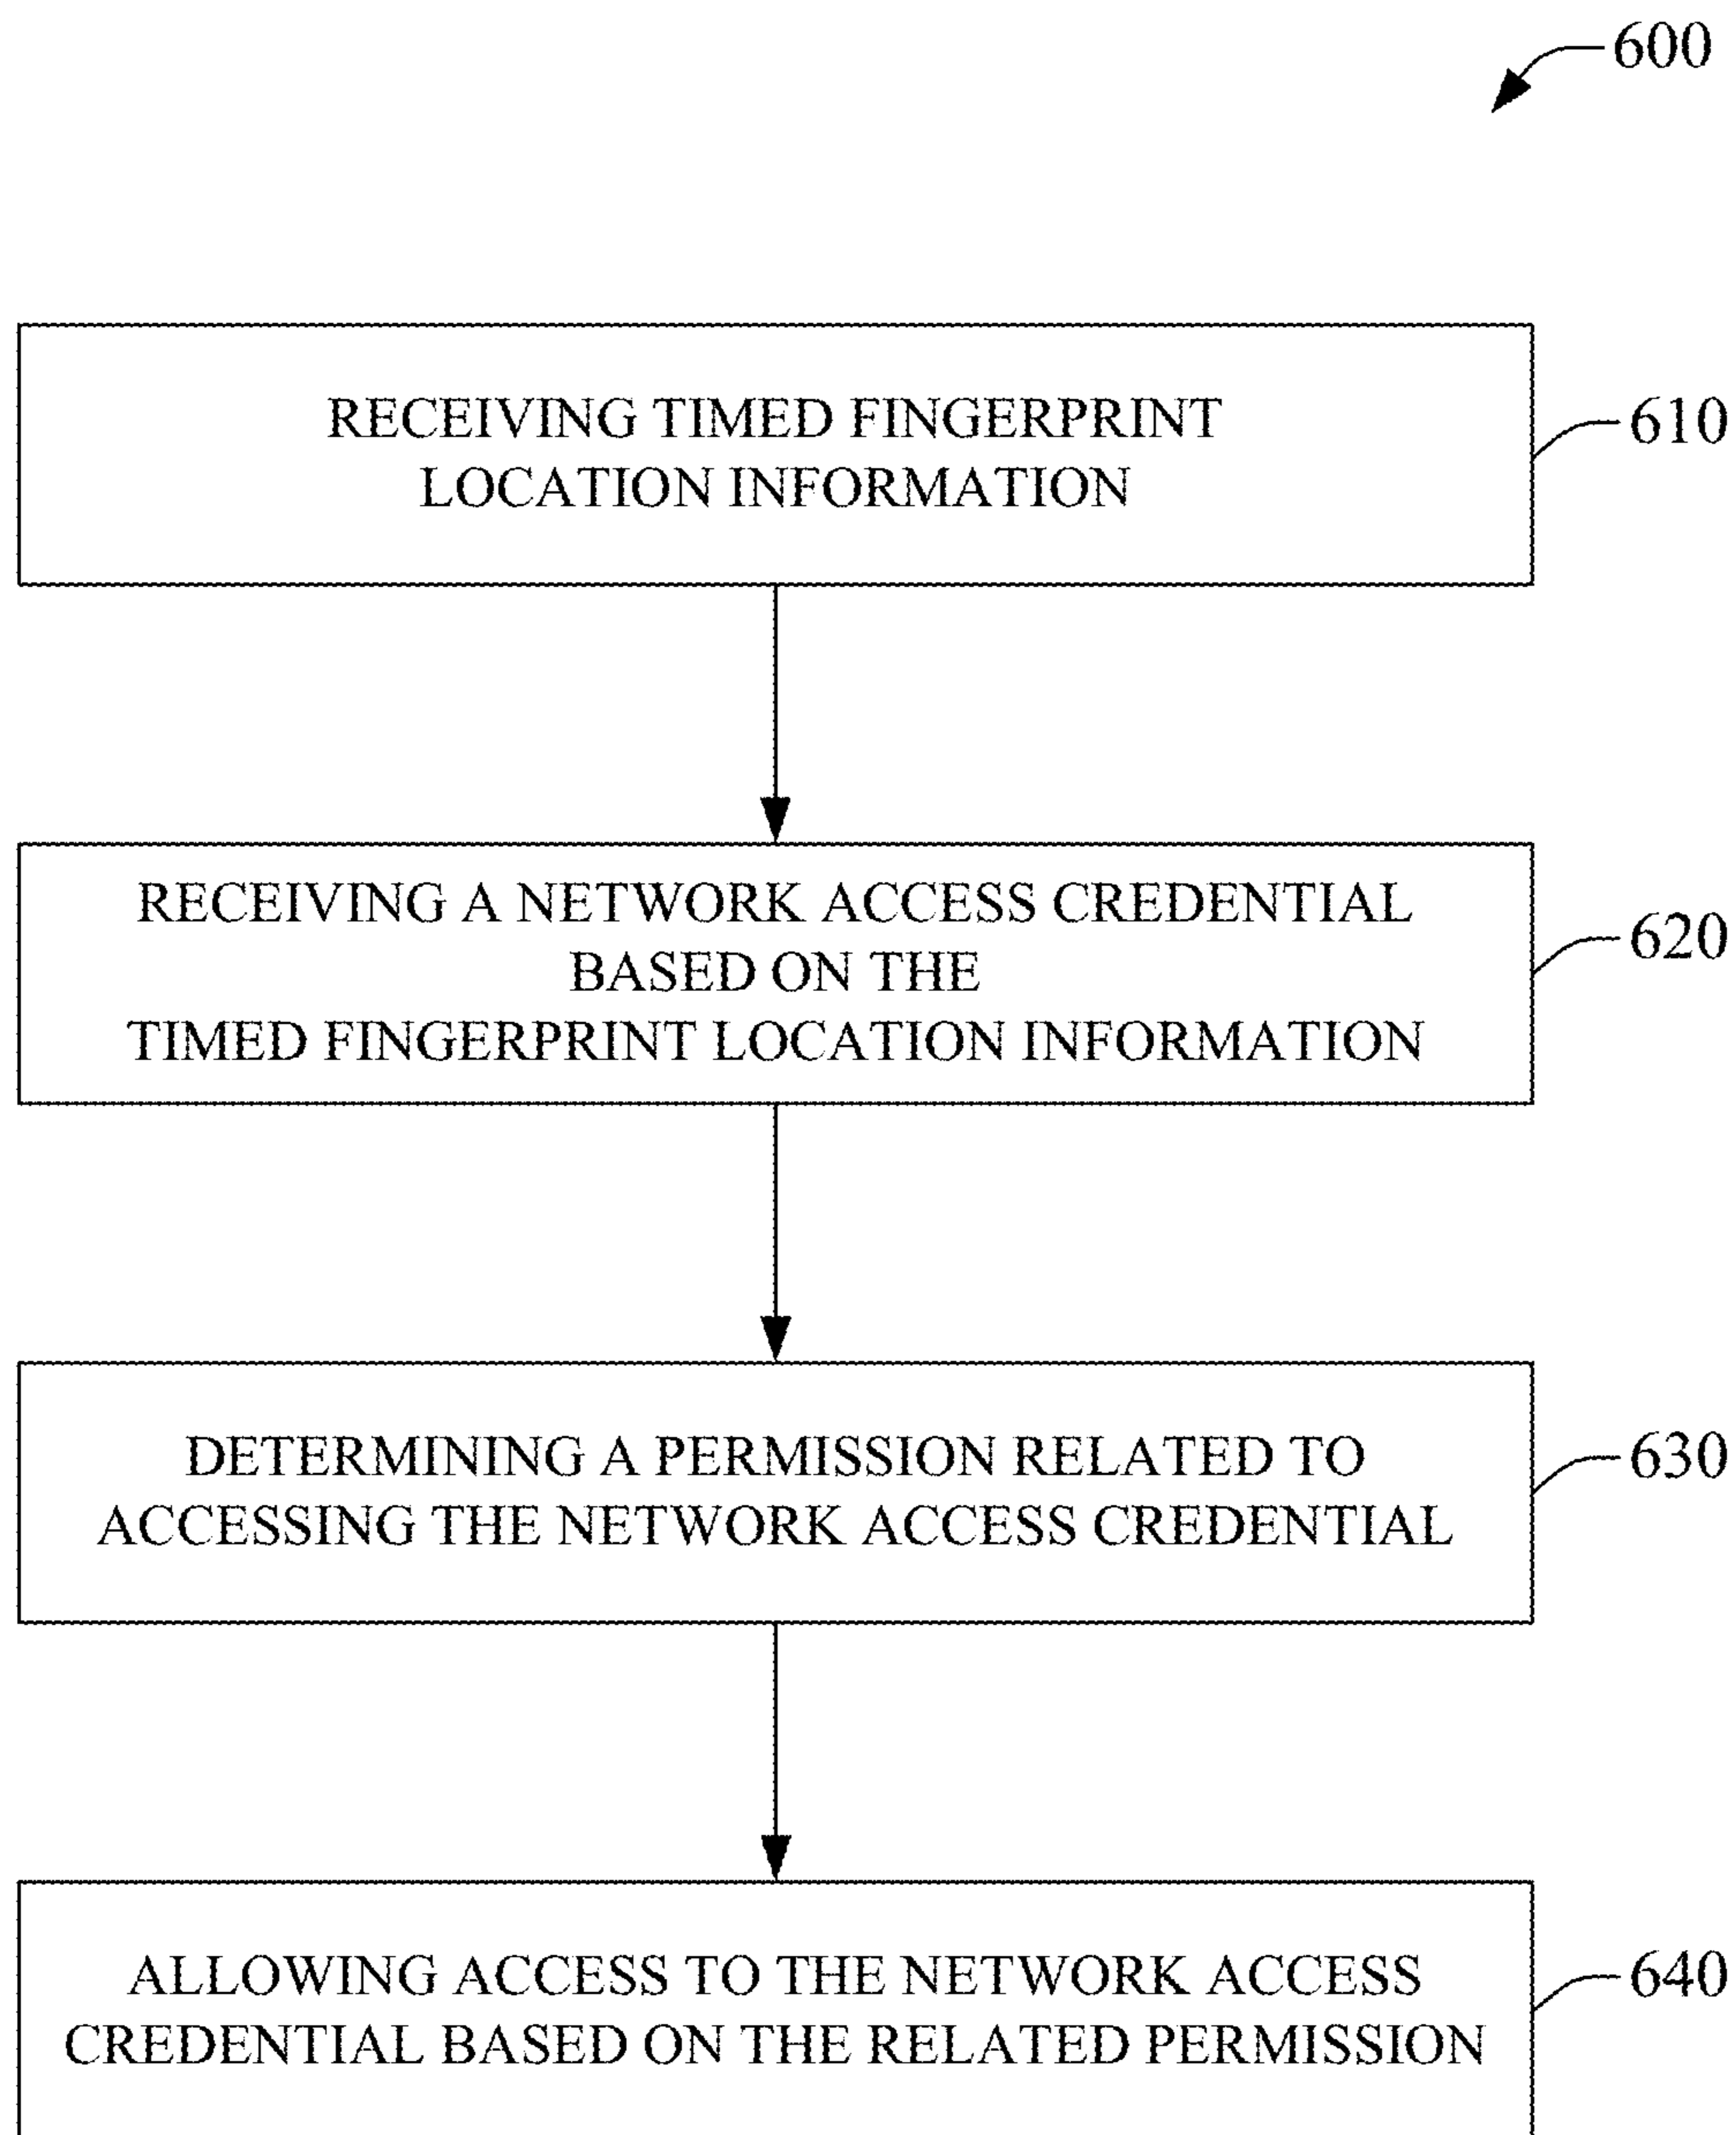 600
RECEIVING TIMED FINGERPRINT
LOCATION INFORMATION
610
RECEIVING A NETWORK ACCESS CREDENTIAL
BASED ON THE
TIMED FINGERPRINT LOCATION INFORMATION
620
DETERMINING A PERMISSION RELATED TO
ACCESSING THE NETWORK ACCESS CREDENTIAL
630
ALLOWING ACCESS TO THE NETWORK ACCESS
CREDENTIAL BASED ON THE RELATED PERMISSION
640